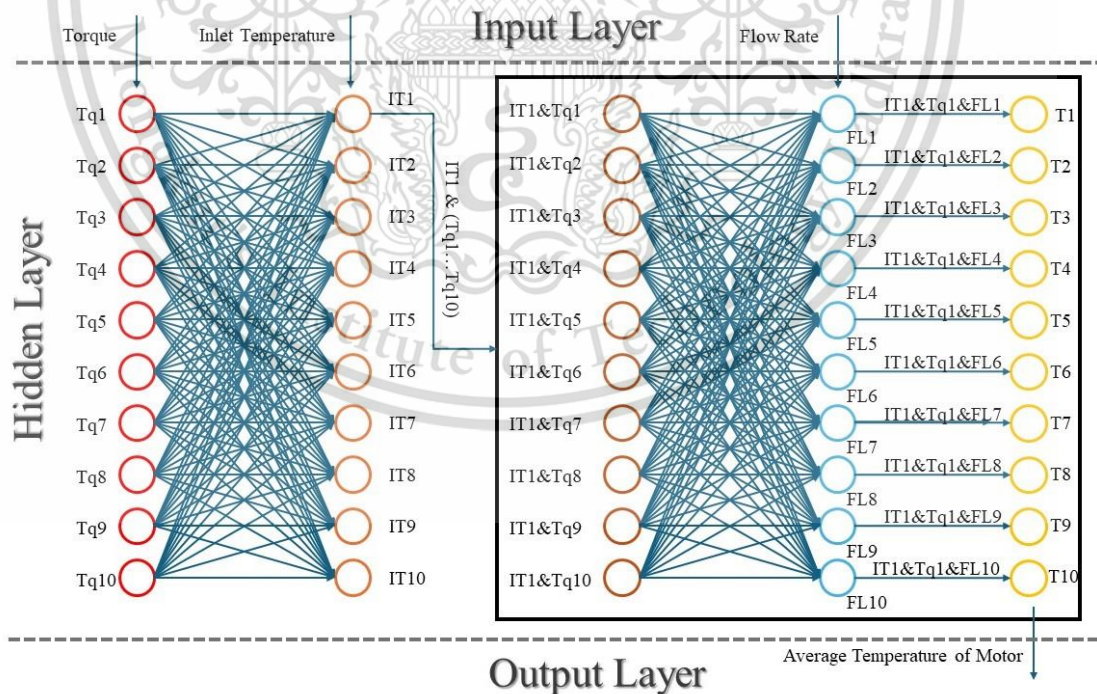 Input Layer
Torque
Inlet Temperature
Flow Rate
Hidden Layer
Tq1
Tq2
Tq3
Tq4
Tq5
Tq6
Tq7
Tq8
Tq9
Tq10
IT1
IT2
IT3
IT4
IT5
IT6
IT7
IT8
IT9
IT10
IT1 & (Tq1...Tq10)
IT1&Tq1
IT1&Tq2
IT1&Tq3
IT1&Tq4
IT1&Tq5
IT1&Tq6
IT1&Tq7
IT1&Tq8
IT1&Tq9
IT1&Tq10
FL1
FL2
FL3
FL4
FL5
FL6
FL7
FL8
FL9
FL10
IT1&Tq1&FL1
IT1&Tq1&FL2
IT1&Tq1&FL3
IT1&Tq1&FL4
IT1&Tq1&FL5
IT1&Tq1&FL6
IT1&Tq1&FL7
IT1&Tq1&FL8
IT1&Tq1&FL9
IT1&Tq1&FL10
T1
T2
T3
T4
T5
T6
T7
T8
T9
T10
Average Temperature of Motor
Output Layer